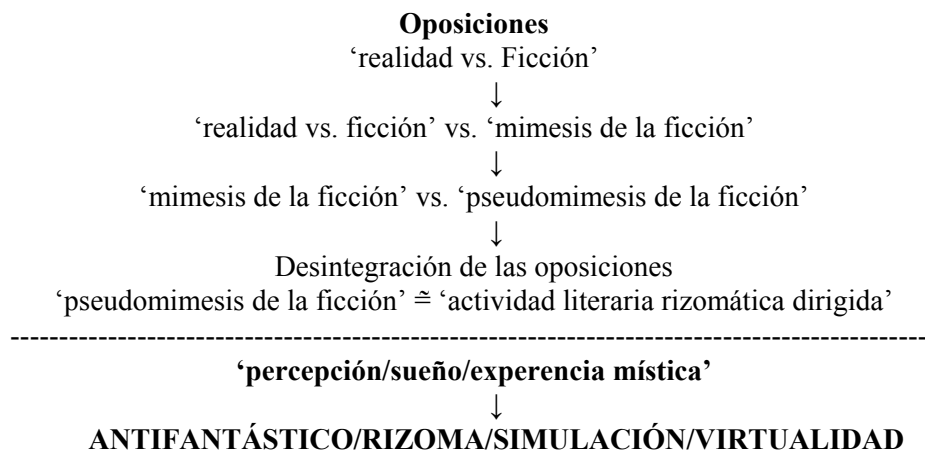 Oposiciones
‘realidad vs. Ficción’
↓
‘realidad vs. ficción’ vs. ‘mimesis de la ficción’
↓
‘mimesis de la ficción’ vs. ‘pseudomimesis de la ficción’
↓
Desintegración de las oposiciones
‘pseudomimesis de la ficción’ ≝ ‘actividad literaria rizomática dirigida’
-----------------------------------------------------------------------------------------------
‘percepción/sueño/experencia mística’
↓
ANTIFANTÁSTICO/RIZOMA/SIMULACIÓN/VIRTUALIDAD